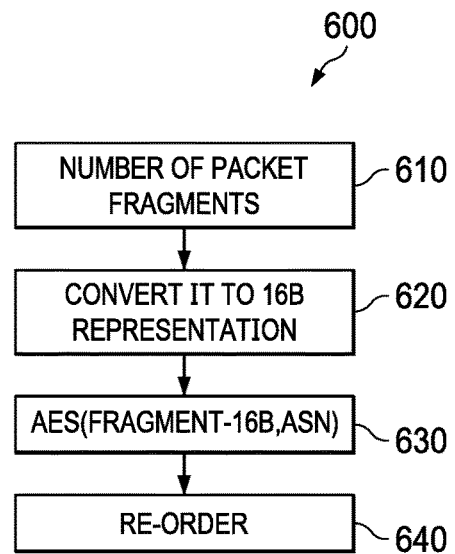 600
NUMBER OF PACKET
FRAGMENTS
610
CONVERT IT TO 16B
REPRESENTATION
620
AES(FRAGMENT-16B,ASN)
630
RE-ORDER
640